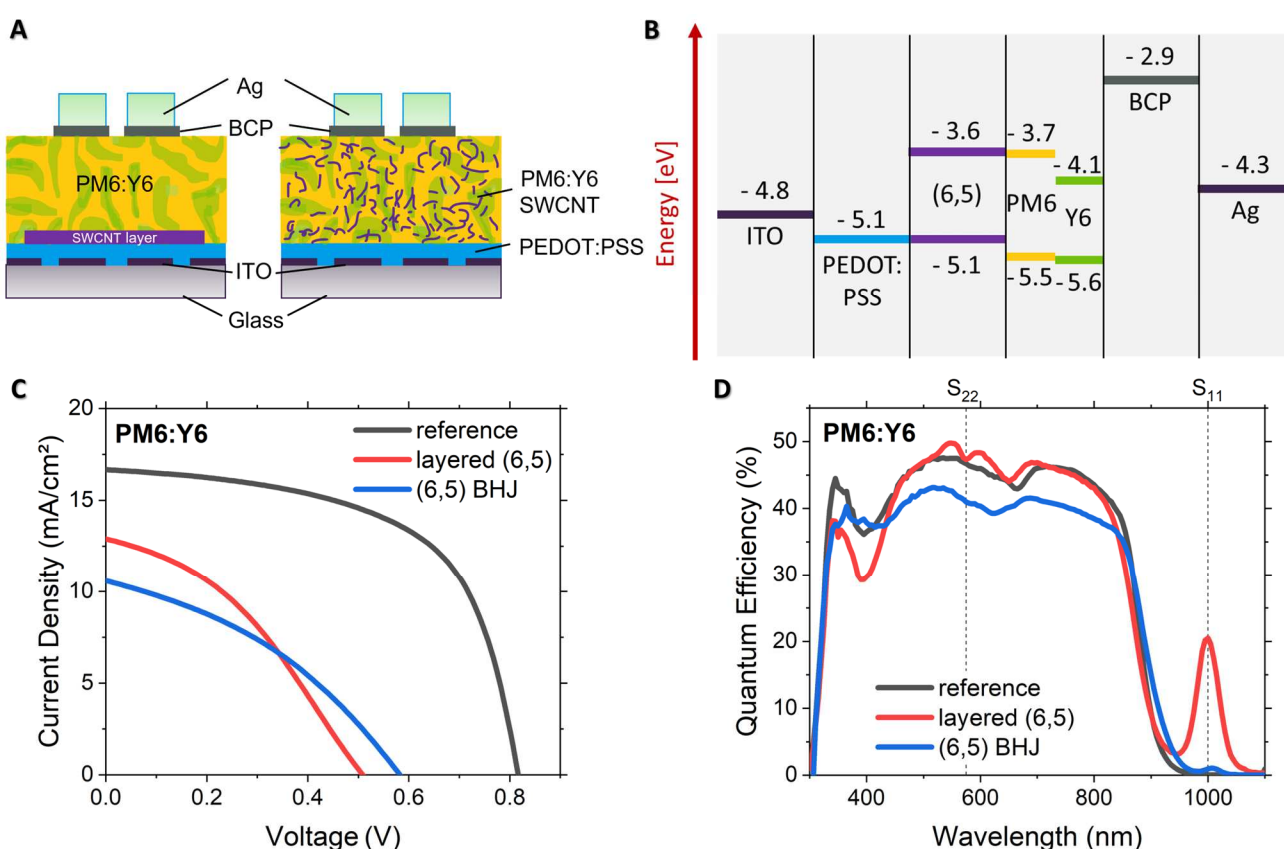 A
Ag
BCP
PM6:Y6
SWCNT layer
PM6:Y6
SWCNT
PEDOT:PSS
ITO
Glass
B
Energy [eV]
- 4.8
ITO
- 5.1
PEDOT:
PSS
- 3.6
(6,5)
- 5.1
- 3.7
PM6
- 5.5
- 4.1
Y6
- 5.6
- 2.9
BCP
- 4.3
Ag
C
PM6:Y6
reference
layered (6,5)
(6,5) BHJ
Current Density (mA/cm²)
20
15
10
5
0
0.0 0.2 0.4 0.6 0.8
Voltage (V)
D
S₂₂ S₁₁
PM6:Y6
reference
layered (6,5)
(6,5) BHJ
Quantum Efficiency (%)
50
40
30
20
10
0
400 600 800 1000
Wavelength (nm)